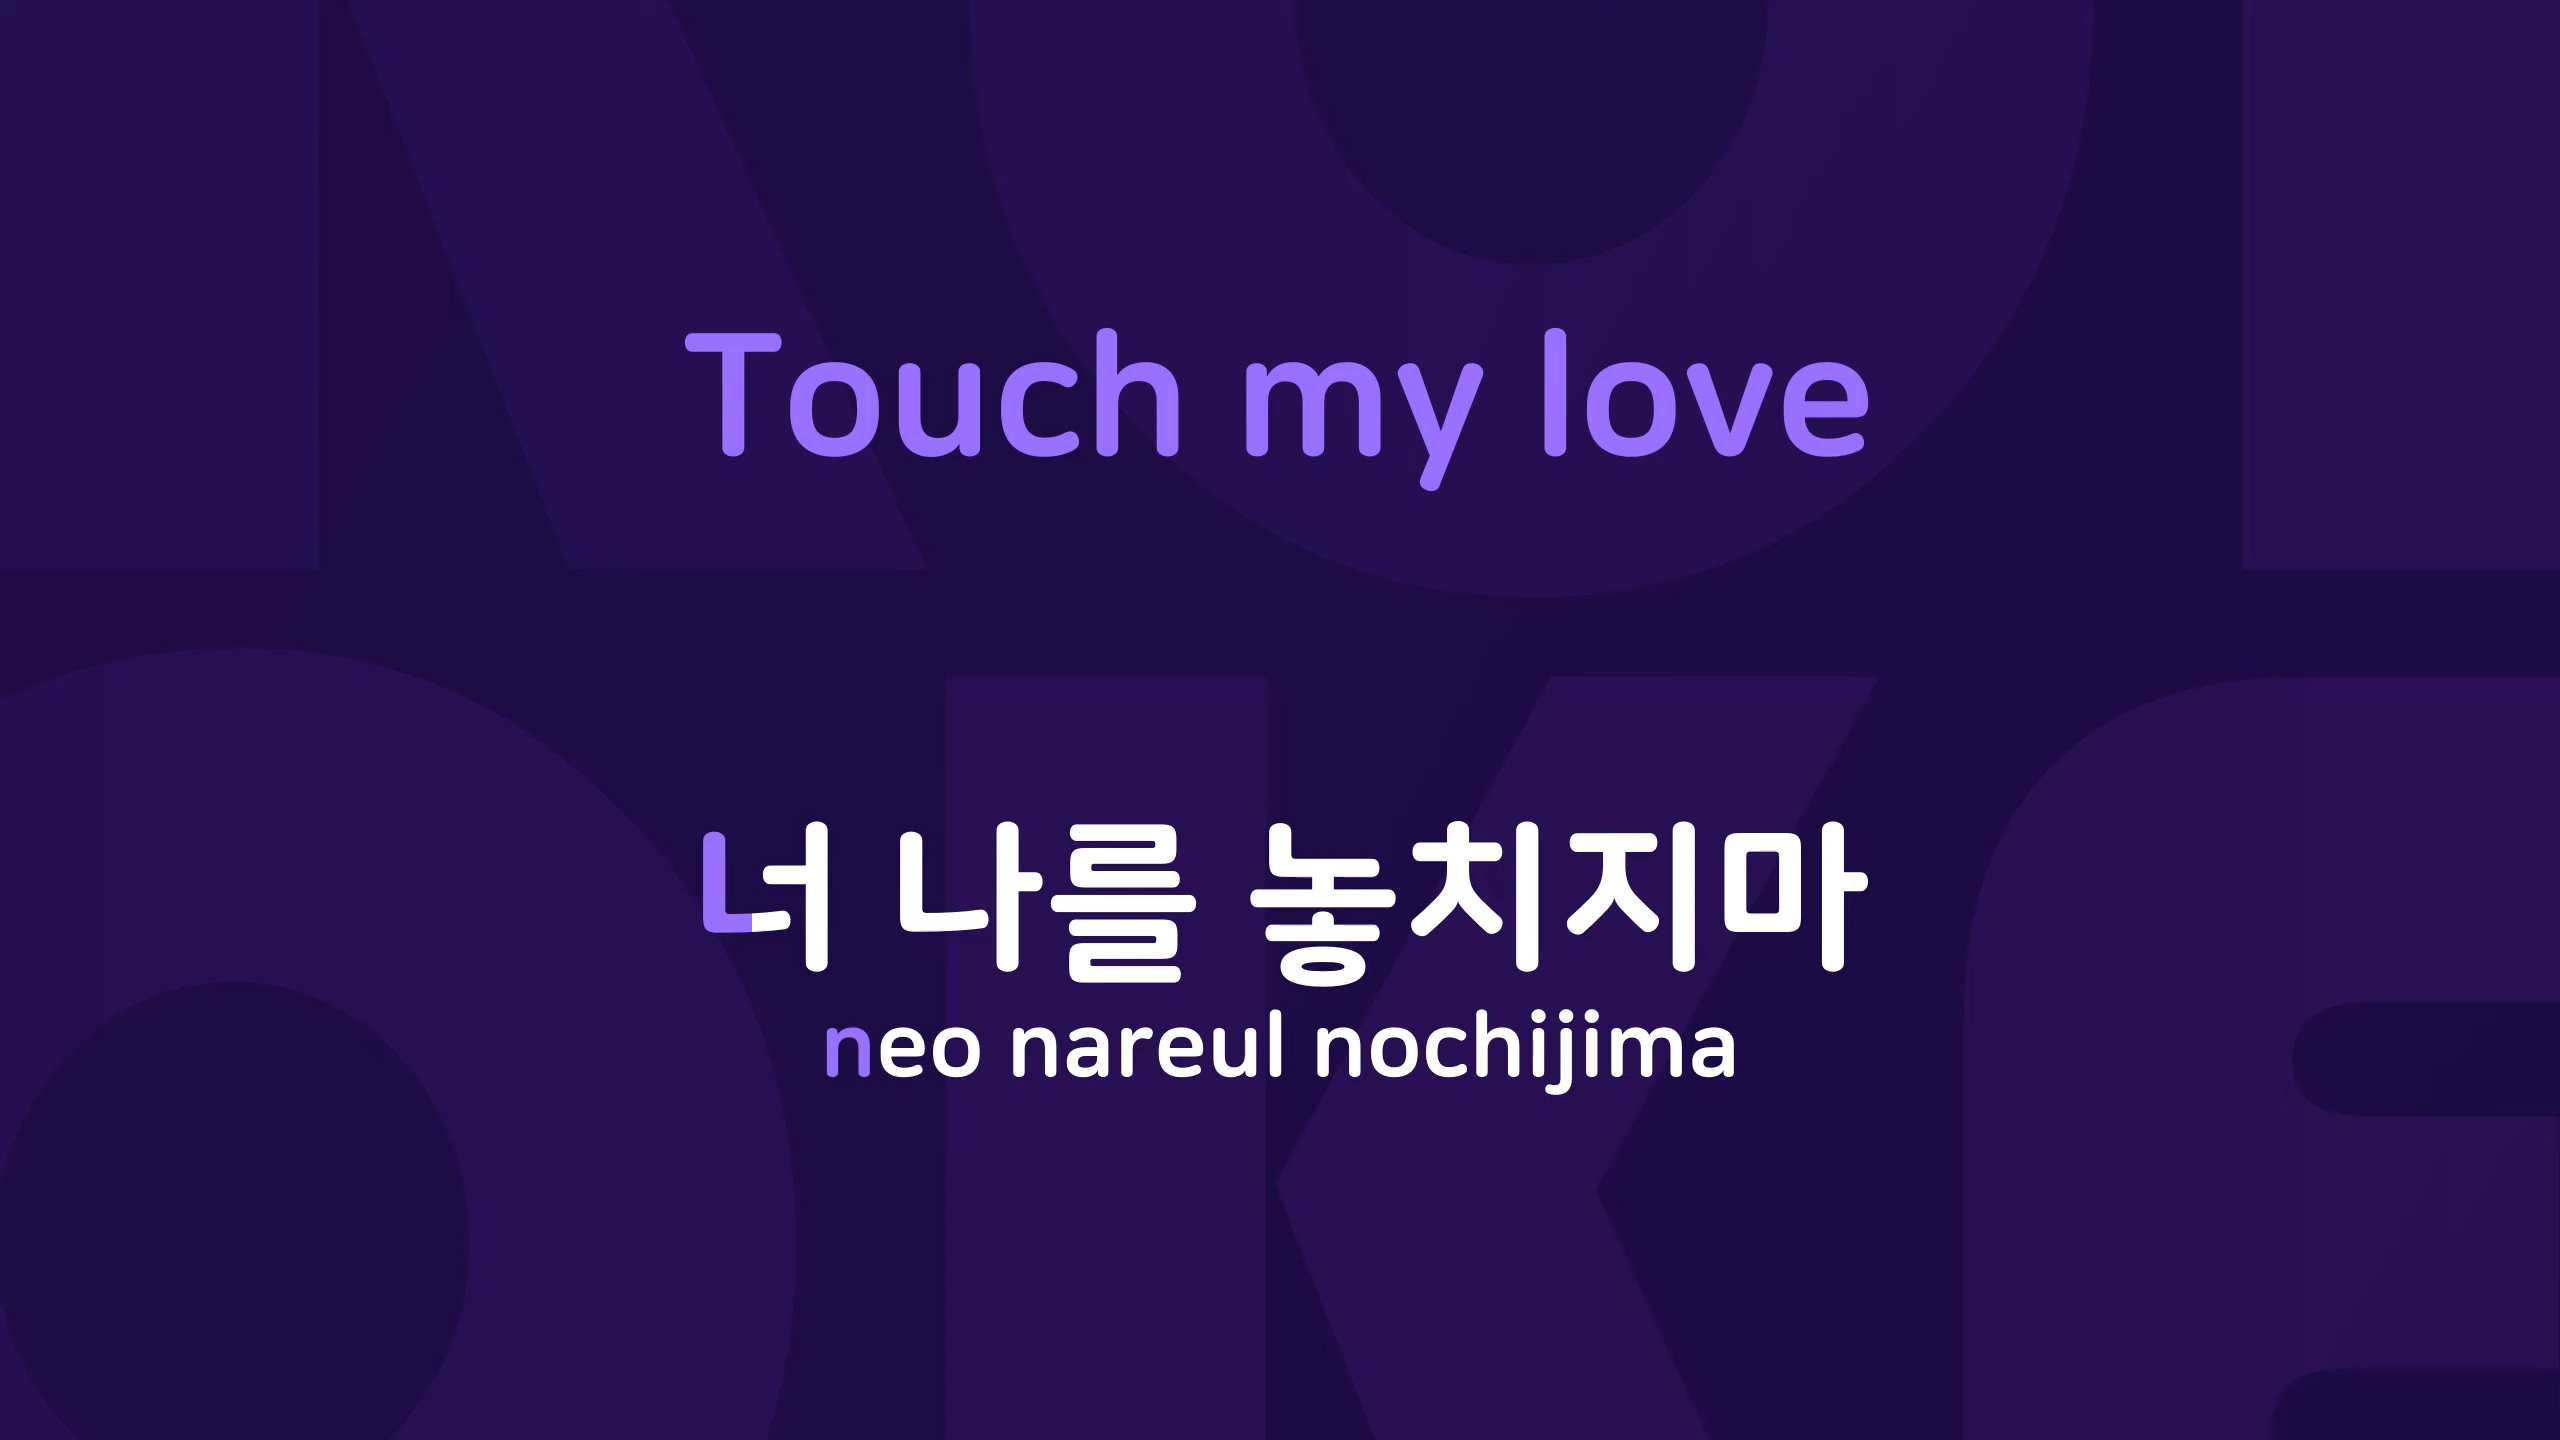 Touch my love
너 나를 놓치지마
neo nareul nochijima